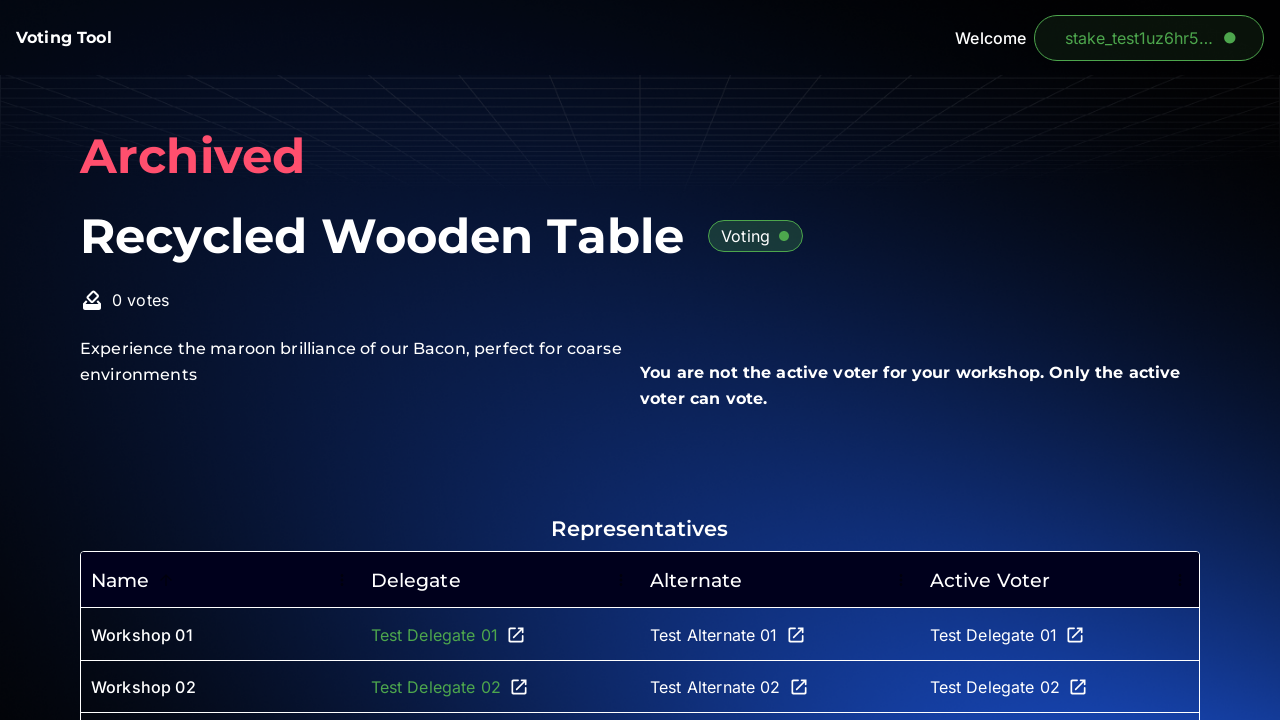 Voting Tool
Welcome
stake_test1uz6hr5...
Archived
Recycled Wooden Table
Voting
0 votes
Experience the maroon brilliance of our Bacon, perfect for coarse
environments
You are not the active voter for your workshop. Only the active
voter can vote.
Representatives
Name Delegate Alternate Active Voter
Workshop 01 Test Delegate 01 Test Alternate 01 Test Delegate 01
Workshop 02 Test Delegate 02 Test Alternate 02 Test Delegate 02